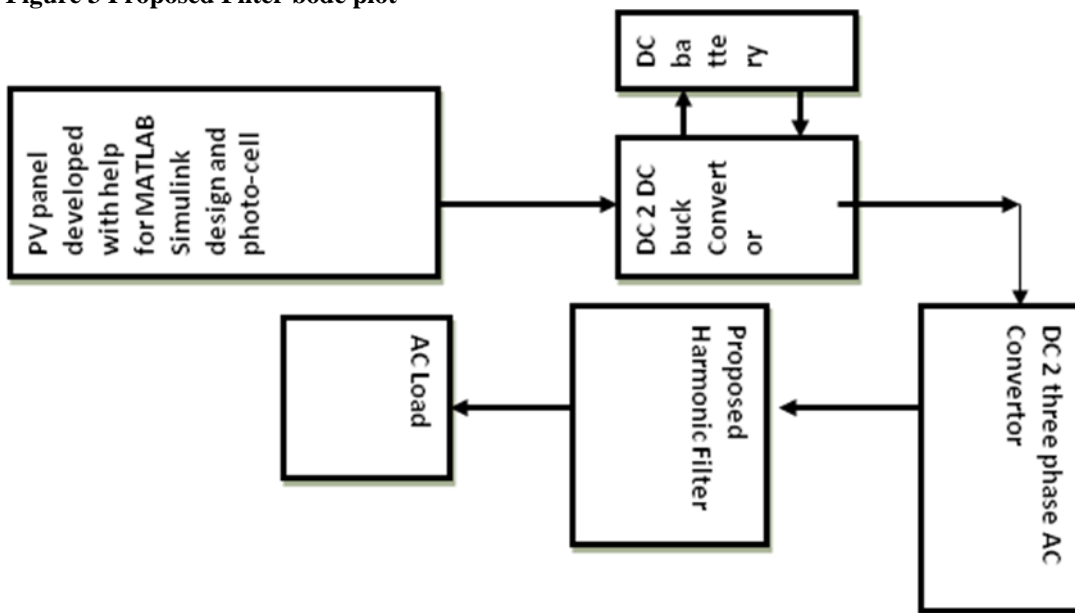 Figure
Proposed Filter bode plot
PV panel
developed
with help
for MATLAB
Simulink
design and
photo-cell
DC
ba
tte
ry
DC 2 DC
buck
Convert
or
DC 2 three phase AC
Convertor
Proposed
Harmonic Filter
AC Load